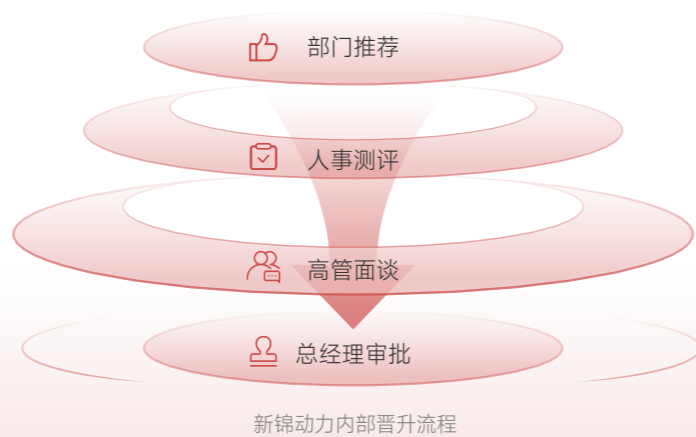 部门推荐
人事测评
高管面谈
总经理审批
新锦动力内部晋升流程